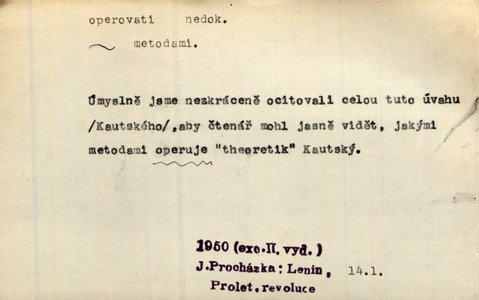 operovati nedok.
metodami.
Úmyslně jsme nezkráceně ocitovali celou tuto úvahu
/Kautského/,aby čtenář mohl jasně vidět, jakými
metodami operuje "theoretik" Kautský.
1950 (exc.II. vyd.)
J.Procházka: Lenin, 14.1.
Prolet.revoluce